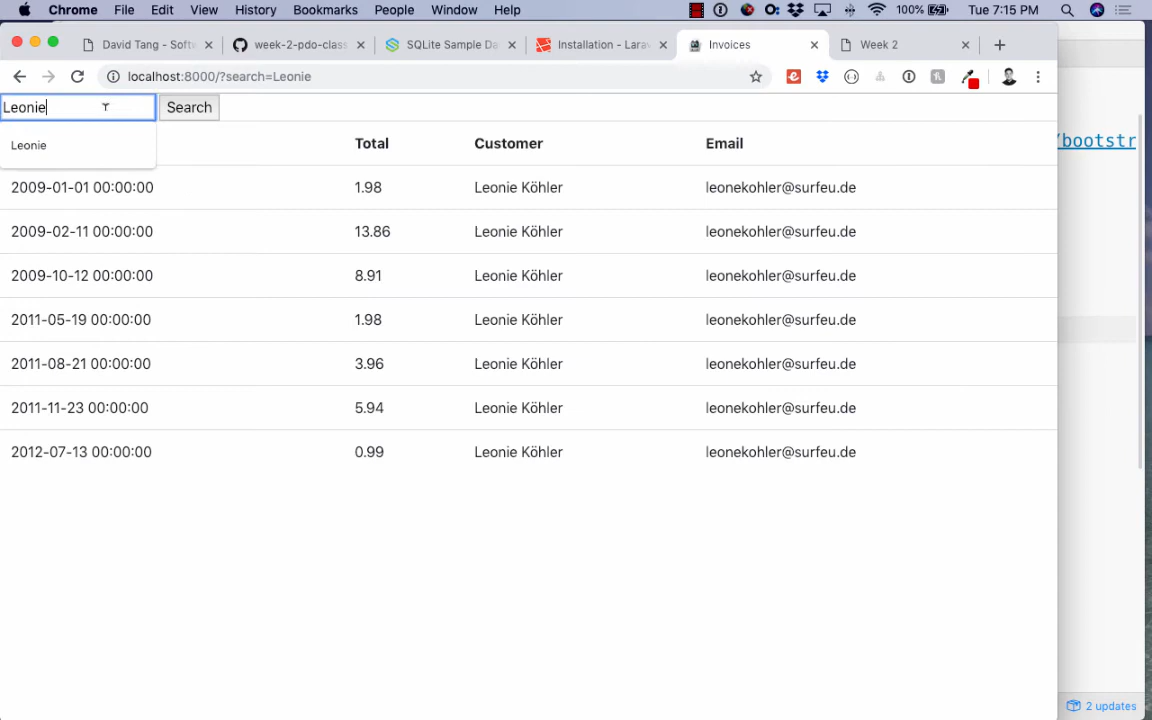 Chrome File Edit View History Bookmarks People Window Help 100% Tue 7:15 PM
David Tang - Softw week-2-pdo-class SQLite Sample Da Installation - Larav Invoices Week 2
localhost:8000/?search=Leonie
Leonie Search
/bootstr
Leonie
Total Customer Email
2009-01-01 00:00:00 1.98 Leonie Köhler leonekohler@surfeu.de
2009-02-11 00:00:00 13.86 Leonie Köhler leonekohler@surfeu.de
2009-10-12 00:00:00 8.91 Leonie Köhler leonekohler@surfeu.de
2011-05-19 00:00:00 1.98 Leonie Köhler leonekohler@surfeu.de
2011-08-21 00:00:00 3.96 Leonie Köhler leonekohler@surfeu.de
2011-11-23 00:00:00 5.94 Leonie Köhler leonekohler@surfeu.de
2012-07-13 00:00:00 0.99 Leonie Köhler leonekohler@surfeu.de
2 updates